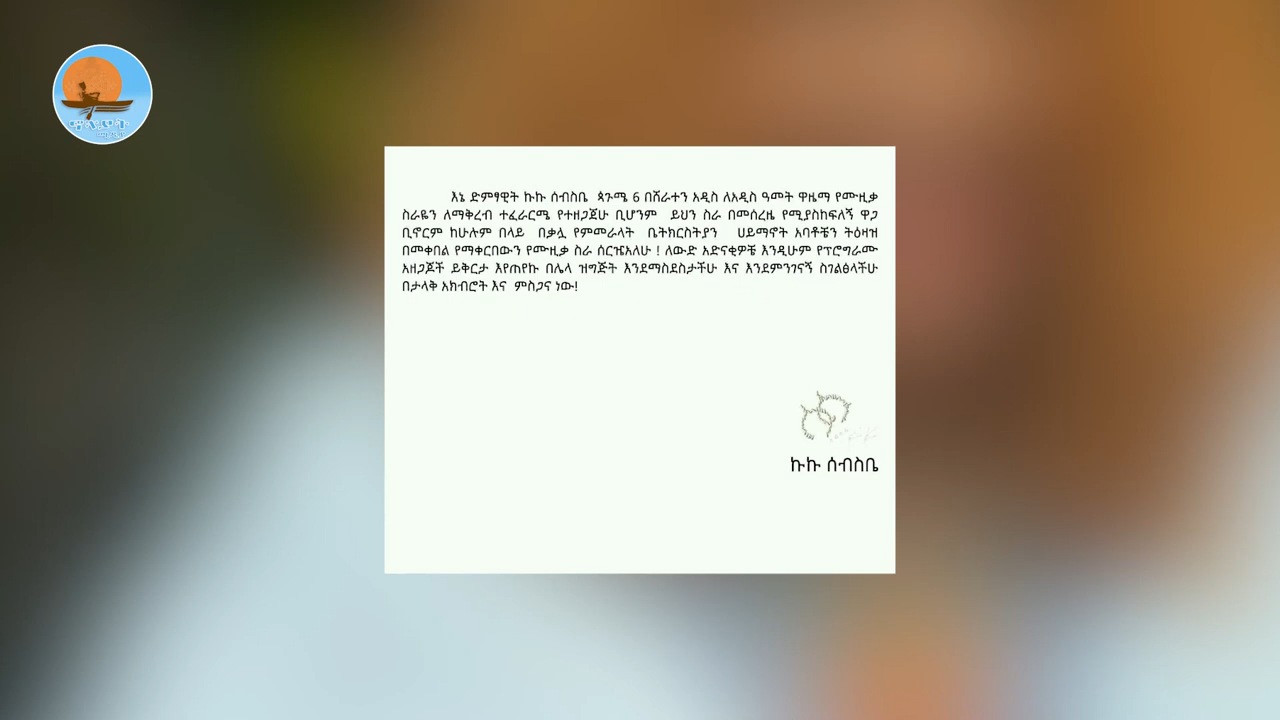 እኔ ድምፃዊት ኩኩ ሰብስቤ ጳጉሜ 6 በሸራተን አዲስ ለአዲስ ዓመት ዋዜማ የሙዚቃ
ስራዬን ለማቅረብ ተፈራርሜ የተዘጋጀሁ ቢሆንም ይህን ስራ በመሰረዜ የሚያስከፍለኝ ዋጋ
ቢኖርም ከሁሉም በላይ በቃሏ የምመራላት ቤትክርስትያን ሀይማኖት አባቶቼን ትዕዛዝ
በመቀበል የማቀርበውን የሙዚቃ ስራ ሰርዤአለሁ ! ለውድ አድናቂዎቼ እንዲሁም የፕሮግራሙ
አዘጋጆች ይቅርታ እየጠየኩ በሌላ ዝግጅት እንደማስደስታችሁ እና እንደምንገናኝ ስገልፅላችሁ
በታላቅ አክብሮት እና ምስጋና ነው!
ኩኩ ሰብስቤ